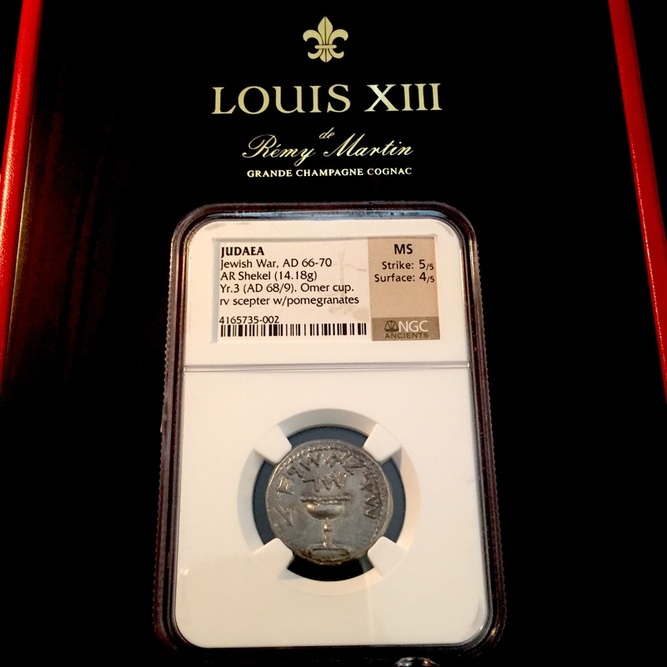 LOUIS XIII
de
Rémy Martin
GRANDE CHAMPAGNE COGNAC
JUDAEA
Jewish War, AD 66-70
AR Shekel (14.18g)
Yr.3 (AD 68/9). Omer cup.
rv scepter w/pomegranates
4165735-002
MS
Strike: 5/5
Surface: 4/5
NGC
ANCIENTS